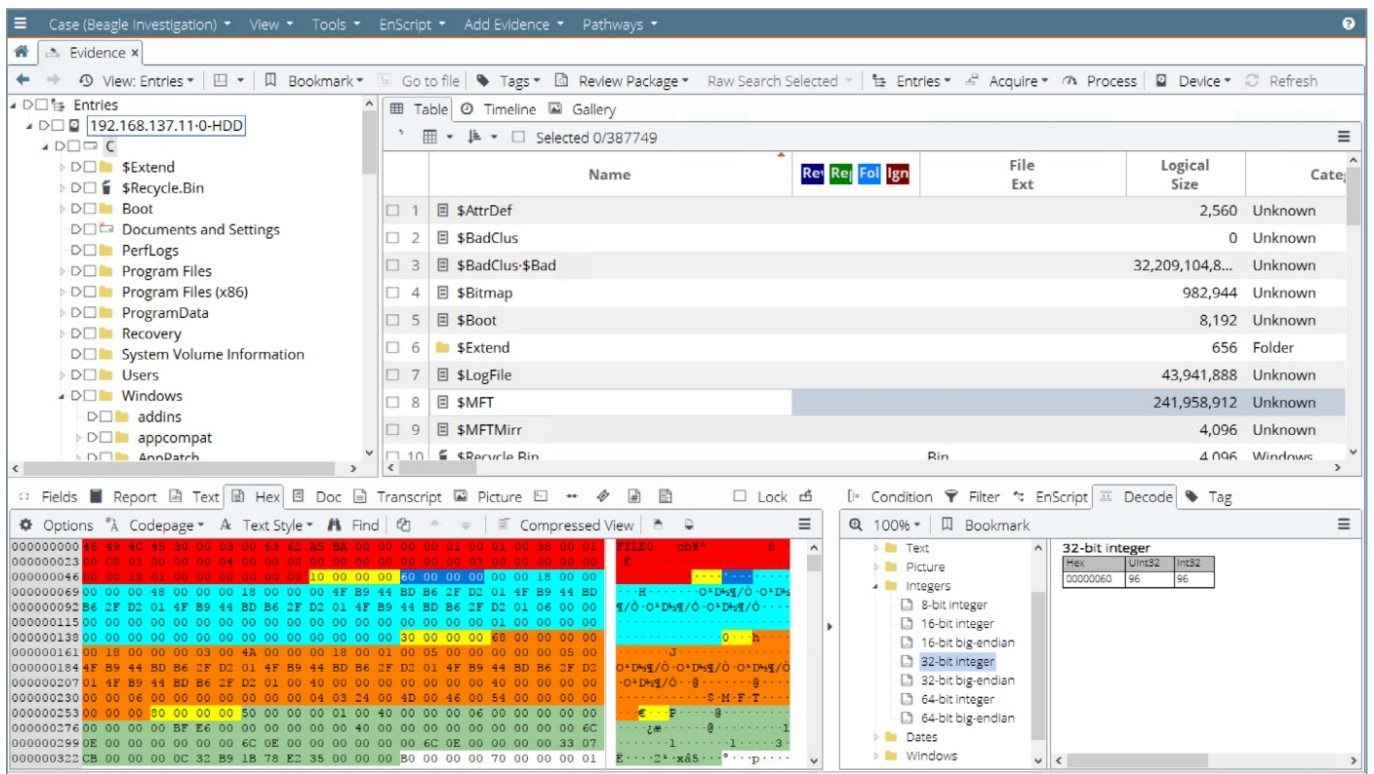 Case (Beagle Investigation) View Tools EnScript Add Evidence Pathways ?
Evidence x
View: Entries Bookmark Go to file Tags Review Package Raw Search Selected Entries Acquire Process Device Refresh
Entries
192.168.137.11·0-HDD
C
$Extend
$Recycle.Bin
Boot
Documents and Settings
PerfLogs
Program Files
Program Files (x86)
ProgramData
Recovery
System Volume Information
Users
Windows
addins
appcompat
AppPatch
Table Timeline Gallery
Selected 0/387749
Name Rev Rep Fol Ign File Ext Logical Size Categ
1 $AttrDef 2,560 Unknown
2 $BadClus 0 Unknown
3 $BadClus·$Bad 32,209,104,8... Unknown
4 $Bitmap 982,944 Unknown
5 $Boot 8,192 Unknown
6 $Extend 656 Folder
7 $LogFile 43,941,888 Unknown
8 $MFT 241,958,912 Unknown
9 $MFTMirr 4,096 Unknown
10 $Recycle.Bin Bin 4,096 Windows
Fields Report Text Hex Doc Transcript Picture Lock
Options Codepage Text Style Find Compressed View
000000000 46 49 4C 45 30 00 03 00 63 62 A5 BA 00 00 00 00 01 00 01 00 38 00 01
000000023 00 C8 01 00 00 00 04 00 00 00 00 00 00 00 00 00 00 07 00 00 00 00 00
000000046 00 00 18 01 00 00 00 00 00 00 10 00 00 00 60 00 00 00 00 00 18 00 00
000000069 00 00 00 48 00 00 00 18 00 00 00 4F B9 44 BD B6 2F D2 01 4F B9 44 BD
000000092 B6 2F D2 01 4F B9 44 BD B6 2F D2 01 4F B9 44 BD B6 2F D2 01 06 00 00
000000115 00 00 00 00 00 00 00 00 00 00 00 00 00 00 00 00 00 00 01 00 00 00 00
000000138 00 00 00 00 00 00 00 00 00 00 00 00 00 00 30 00 00 00 68 00 00 00 00
000000161 00 18 00 00 00 03 00 4A 00 00 00 18 00 01 00 05 00 00 00 00 00 05 00
000000184 4F B9 44 BD B6 2F D2 01 4F B9 44 BD B6 2F D2 01 4F B9 44 BD B6 2F D2
000000207 01 4F B9 44 BD B6 2F D2 01 00 40 00 00 00 00 00 00 00 40 00 00 00 00
000000230 00 00 06 00 00 00 00 00 00 00 04 03 24 00 4D 00 46 00 54 00 00 00 00
000000253 00 00 00 80 00 00 00 50 00 00 00 01 00 40 00 00 00 06 00 00 00 00 00
000000276 00 00 00 00 BF E6 00 00 00 00 00 00 40 00 00 00 00 00 00 00 00 00 6C
000000299 0E 00 00 00 00 00 6C 0E 00 00 00 00 00 00 6C 0E 00 00 00 00 33 07
000000322 CB 00 00 00 0C 32 B9 1B 78 E2 35 00 00 00 B0 00 00 00 70 00 00 00 01
Condition Filter EnScript Decode Tag
100% Bookmark
Text
Picture
Integers
8-bit integer
16-bit integer
16-bit big-endian
32-bit integer
32-bit big-endian
64-bit integer
64-bit big-endian
Dates
Windows
32-bit integer
Hex UInt32 Int32
00000060 96 96